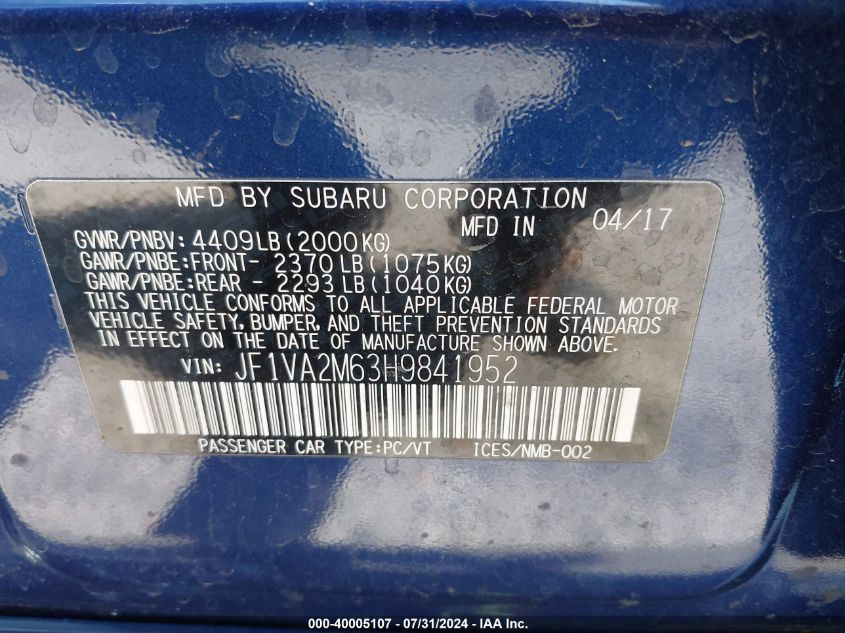 MFD BY SUBARU CORPORATION
MFD IN 04/17
GVWR/PNBV: 4409LB(2000KG)
GAWR/PNBE:FRONT- 2370 LB(1075KG)
GAWR/PNBE:REAR - 2293 LB(1040KG)
THIS VEHICLE CONFORMS TO ALL APPLICABLE FEDERAL MOTOR
VEHICLE SAFETY, BUMPER, AND THEFT PREVENTION STANDARDS
IN EFFECT ON THE DATE OF MANUFACTURE SHOWN ABOVE.
VIN: JF1VA2M63H9841952
PASSENGER CAR TYPE:PC/VT ICES/NMB-002
000-40005107 - 07/31/2024 - IAA Inc.